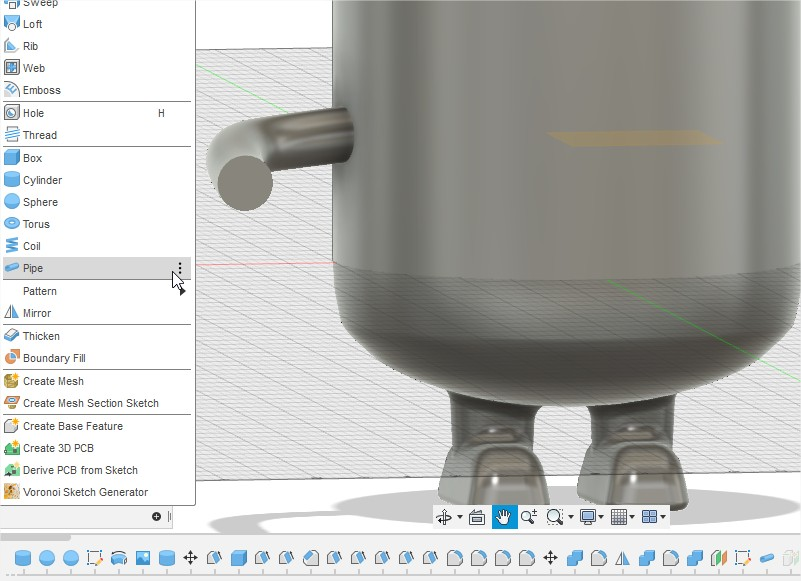 Sweep
Loft
Rib
Web
Emboss
Hole H
Thread
Box
Cylinder
Sphere
Torus
Coil
Pipe
Pattern
Mirror
Thicken
Boundary Fill
Create Mesh
Create Mesh Section Sketch
Create Base Feature
Create 3D PCB
Derive PCB from Sketch
Voronoi Sketch Generator